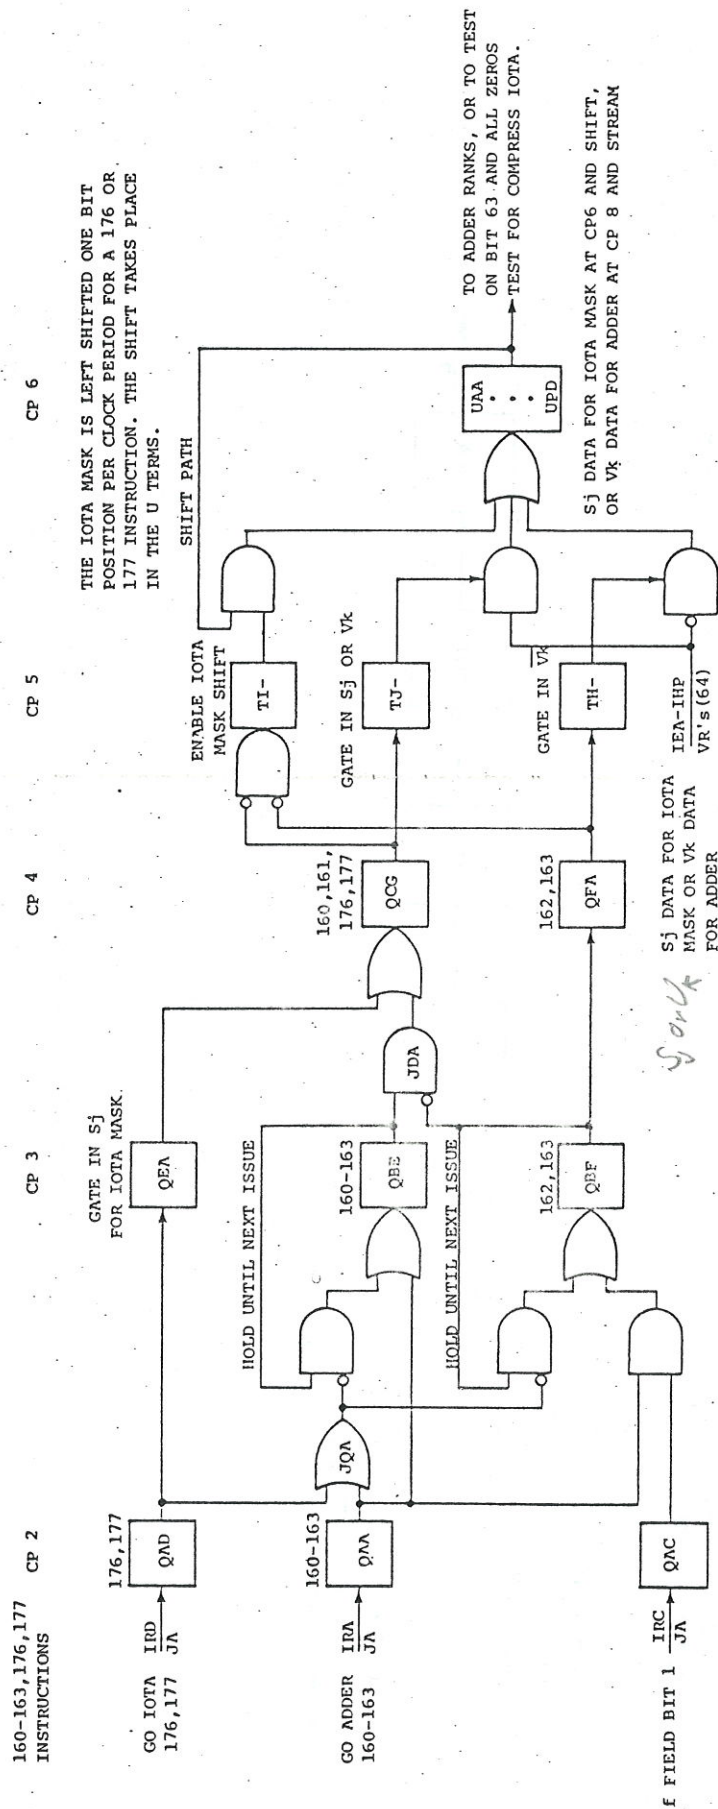 160-163,176,177
INSTRUCTIONS
CP 2
CP 3
CP 4
CP 5
CP 6
THE IOTA MASK IS LEFT SHIFTED ONE BIT
POSITION PER CLOCK PERIOD FOR A 176 OR
177 INSTRUCTION. THE SHIFT TAKES PLACE
IN THE U TERMS.
GO IOTA
176,177
IRD
JA
176,177
QAD
GATE IN Sj
FOR IOTA MASK.
QEA
ENABLE IOTA
MASK SHIFT
TI-
SHIFT PATH
GO ADDER
160-163
IRA
JA
160-163
QAA
JQA
HOLD UNTIL NEXT ISSUE
160-163
QBE
JDA
160,161,
176,177
QCG
GATE IN Sj OR Vk
TJ-
UAA
UPD
TO ADDER RANKS, OR TO TEST
ON BIT 63 AND ALL ZEROS
TEST FOR COMPRESS IOTA.
f FIELD BIT 1
IRC
JA
QAC
HOLD UNTIL NEXT ISSUE
162,163
QBF
162,163
QFA
GATE IN Vk
TH-
IEA-IHP
VR's(64)
Sj DATA FOR IOTA MASK AT CP6 AND SHIFT,
OR Vk DATA FOR ADDER AT CP 8 AND STREAM
Sj or Vk
Sj DATA FOR IOTA
MASK OR Vk DATA
FOR ADDER